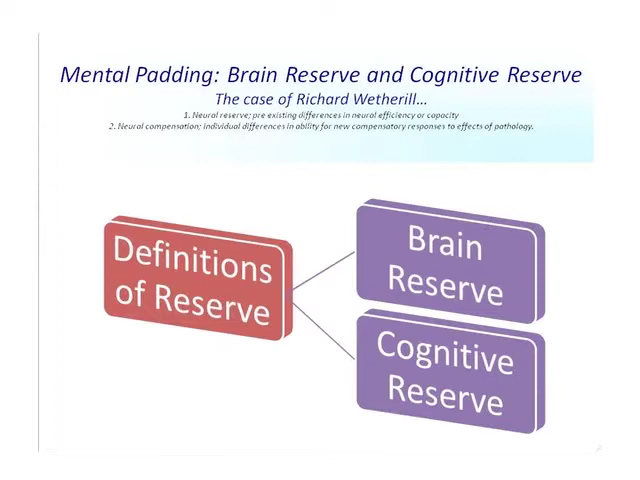 Mental Padding: Brain Reserve and Cognitive Reserve
The case of Richard Wetherill...
1. Neural reserve; pre existing differences in neural efficiency or capacity
2. Neural compensation; individual differences in ability for new compensatory responses to effects of pathology.
Definitions
of Reserve
Brain
Reserve
Cognitive
Reserve